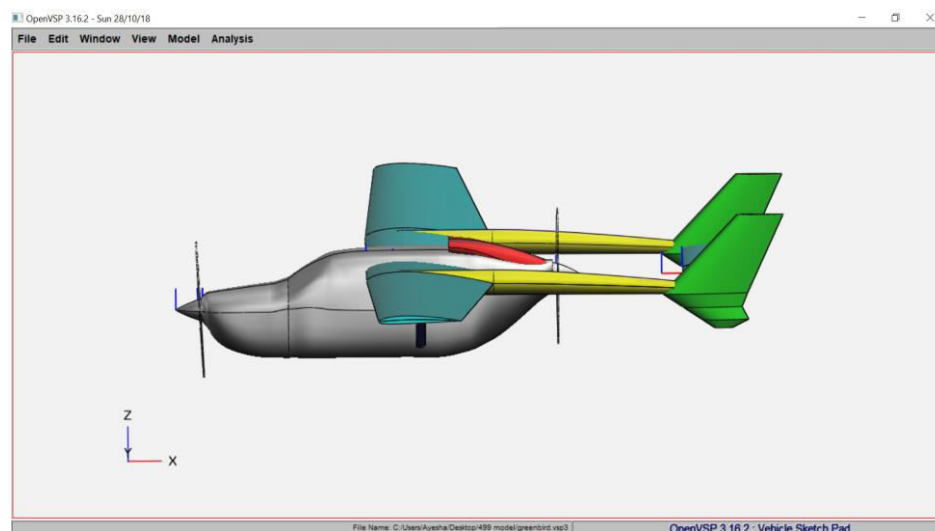 OpenVSP 3.16.2 - Sun 28/10/18
File Edit Window View Model Analysis
Z
Y
X
File Name: C:/Users/Ayesha/Desktop/499 model/greenbird.vsp3
OpenVSP 3.16.2 : Vehicle Sketch Pad